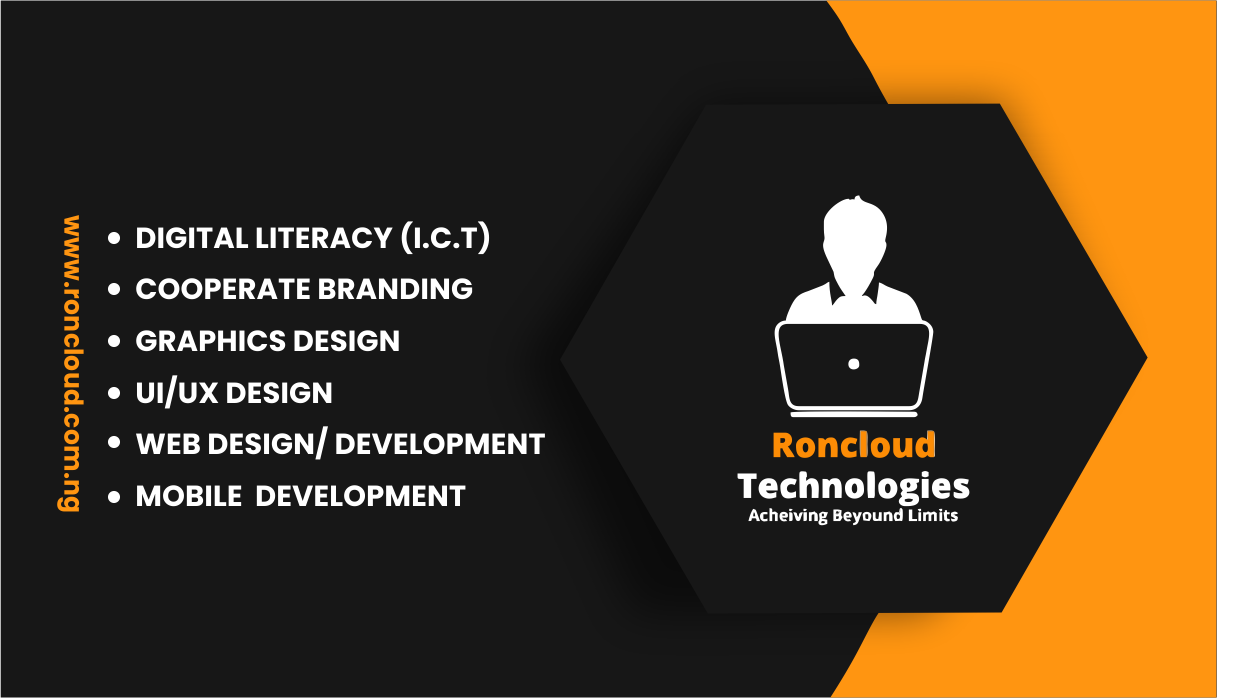 www.roncloud.com.ng
DIGITAL LITERACY (I.C.T)
COOPERATE BRANDING
GRAPHICS DESIGN
UI/UX DESIGN
WEB DESIGN/ DEVELOPMENT
MOBILE DEVELOPMENT
Roncloud
Technologies
Acheiving Beyound Limits